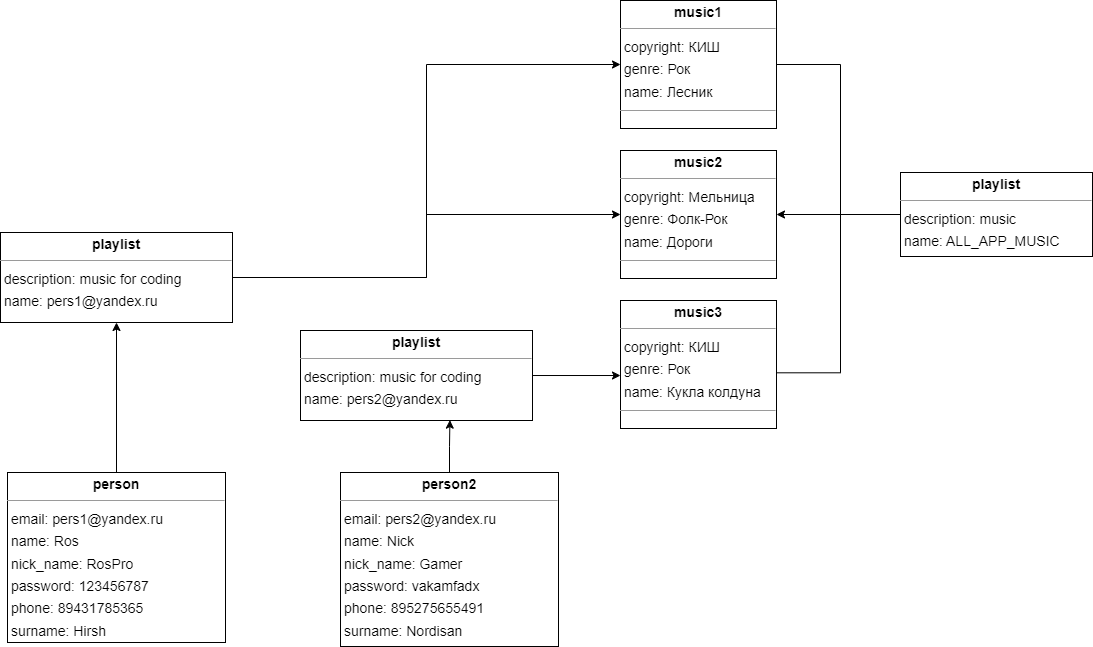 music1
copyright: КИШ
genre: Рок
name: Лесник
music2
copyright: Мельница
genre: Фолк-Рок
name: Дороги
playlist
description: music
name: ALL_APP_MUSIC
playlist
description: music for coding
name: pers1@yandex.ru
music3
copyright: КИШ
genre: Рок
name: Кукла колдуна
playlist
description: music for coding
name: pers2@yandex.ru
person
email: pers1@yandex.ru
name: Ros
nick_name: RosPro
password: 123456787
phone: 89431785365
surname: Hirsh
person2
email: pers2@yandex.ru
name: Nick
nick_name: Gamer
password: vakamfadx
phone: 895275655491
surname: Nordisan